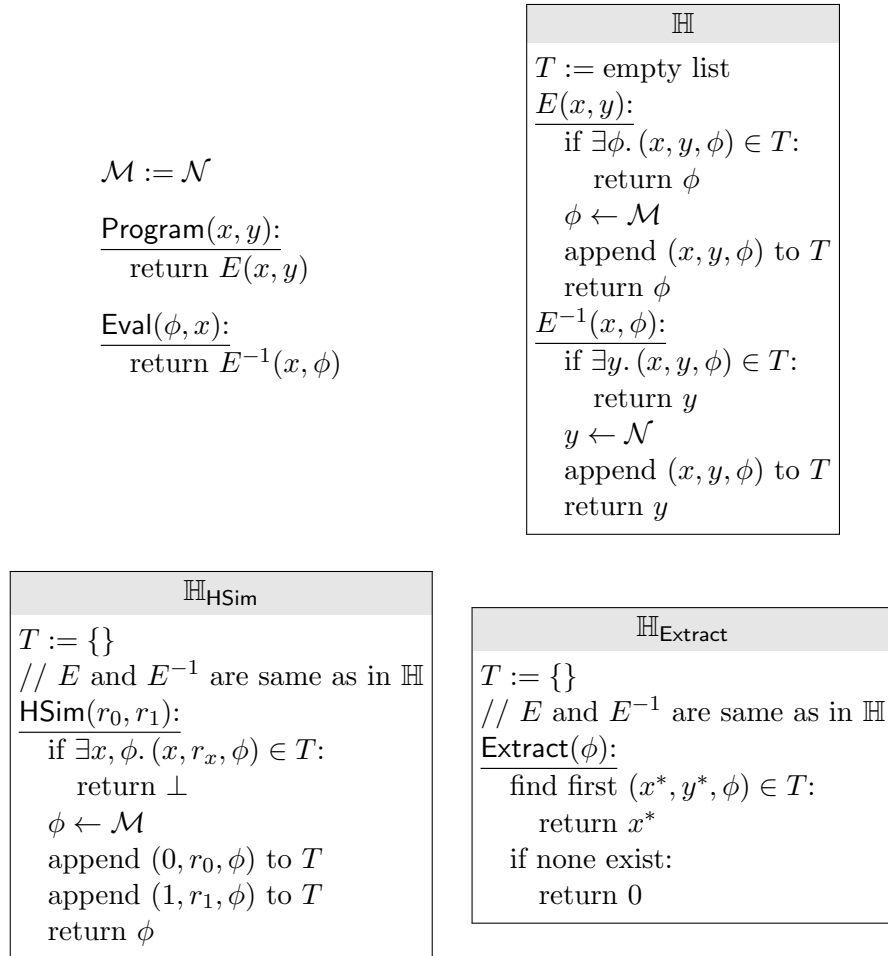 ℳ := 𝒩
Program(x, y):
return E(x, y)
Eval(ϕ, x):
return E⁻¹(x, ϕ)
ℍ
T := empty list
E(x, y):
if ∃ϕ. (x, y, ϕ) ∈ T:
return ϕ
ϕ ← ℳ
append (x, y, ϕ) to T
return ϕ
E⁻¹(x, ϕ):
if ∃y. (x, y, ϕ) ∈ T:
return y
y ← 𝒩
append (x, y, ϕ) to T
return y
ℍ_HSim
T := {}
// E and E⁻¹ are same as in ℍ
HSim(r₀, r₁):
if ∃x, ϕ. (x, rₓ, ϕ) ∈ T:
return ⊥
ϕ ← ℳ
append (0, r₀, ϕ) to T
append (1, r₁, ϕ) to T
return ϕ
ℍ_Extract
T := {}
// E and E⁻¹ are same as in ℍ
Extract(ϕ):
find first (x*, y*, ϕ) ∈ T:
return x*
if none exist:
return 0